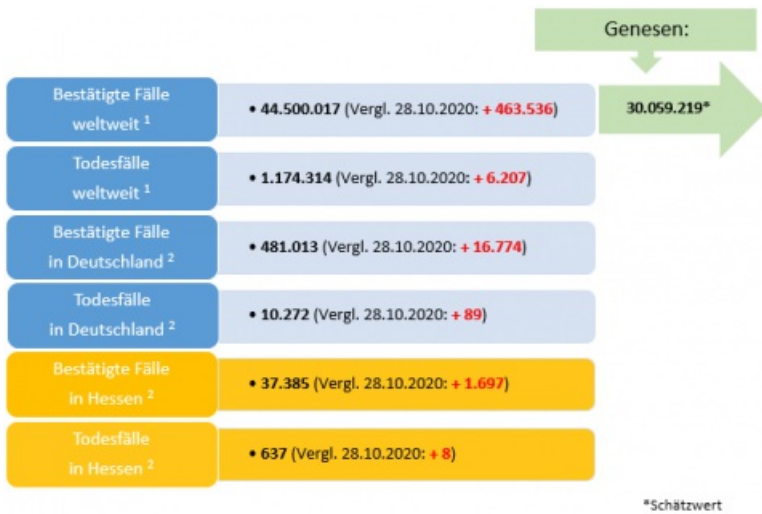 Genesen:
Bestätigte Fälle
weltweit ¹
• 44.500.017 (Vergl. 28.10.2020: + 463.536)
30.059.219*
Todesfälle
weltweit ¹
• 1.174.314 (Vergl. 28.10.2020: + 6.207)
Bestätigte Fälle
in Deutschland ²
• 481.013 (Vergl. 28.10.2020: + 16.774)
Todesfälle
in Deutschland ²
• 10.272 (Vergl. 28.10.2020: + 89)
Bestätigte Fälle
in Hessen ²
• 37.385 (Vergl. 28.10.2020: + 1.697)
Todesfälle
in Hessen ²
• 637 (Vergl. 28.10.2020: + 8)
*Schätzwert